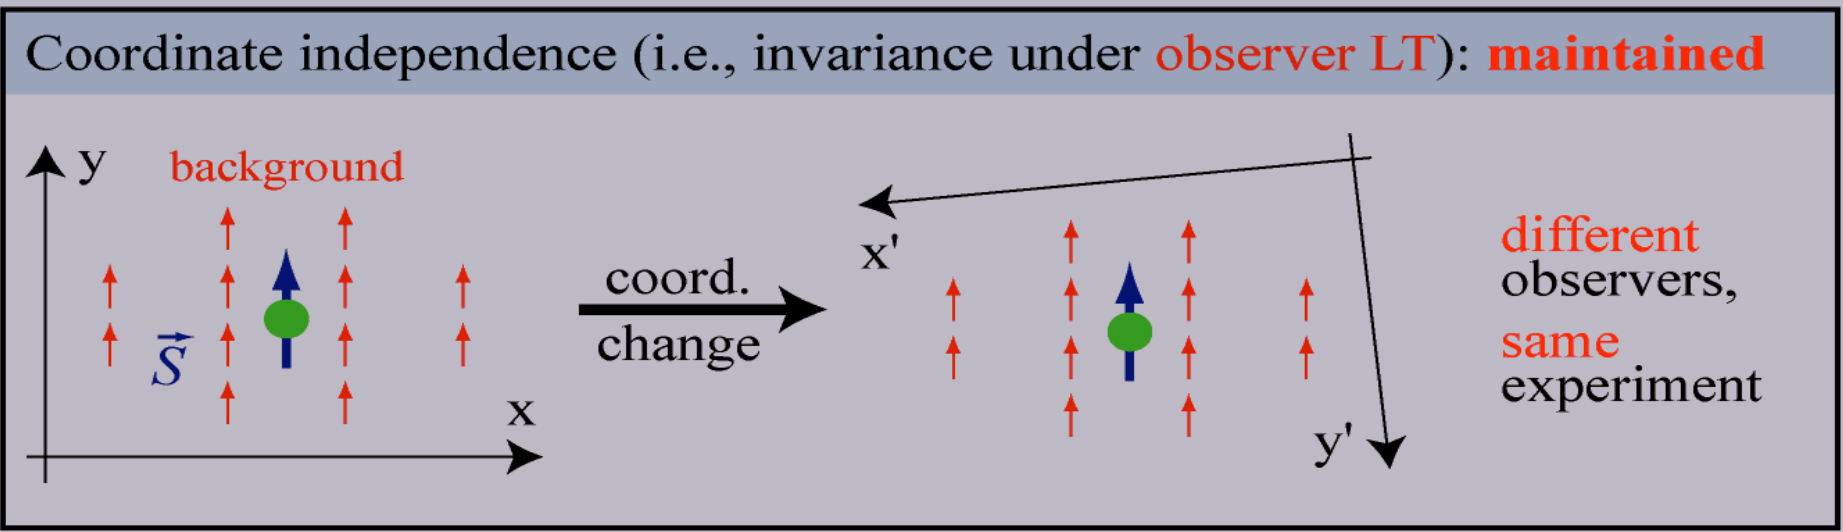 Coordinate independence (i.e., invariance under observer LT): maintained
y
background
S
x
coord.
change
x'
y'
different
observers,
same
experiment